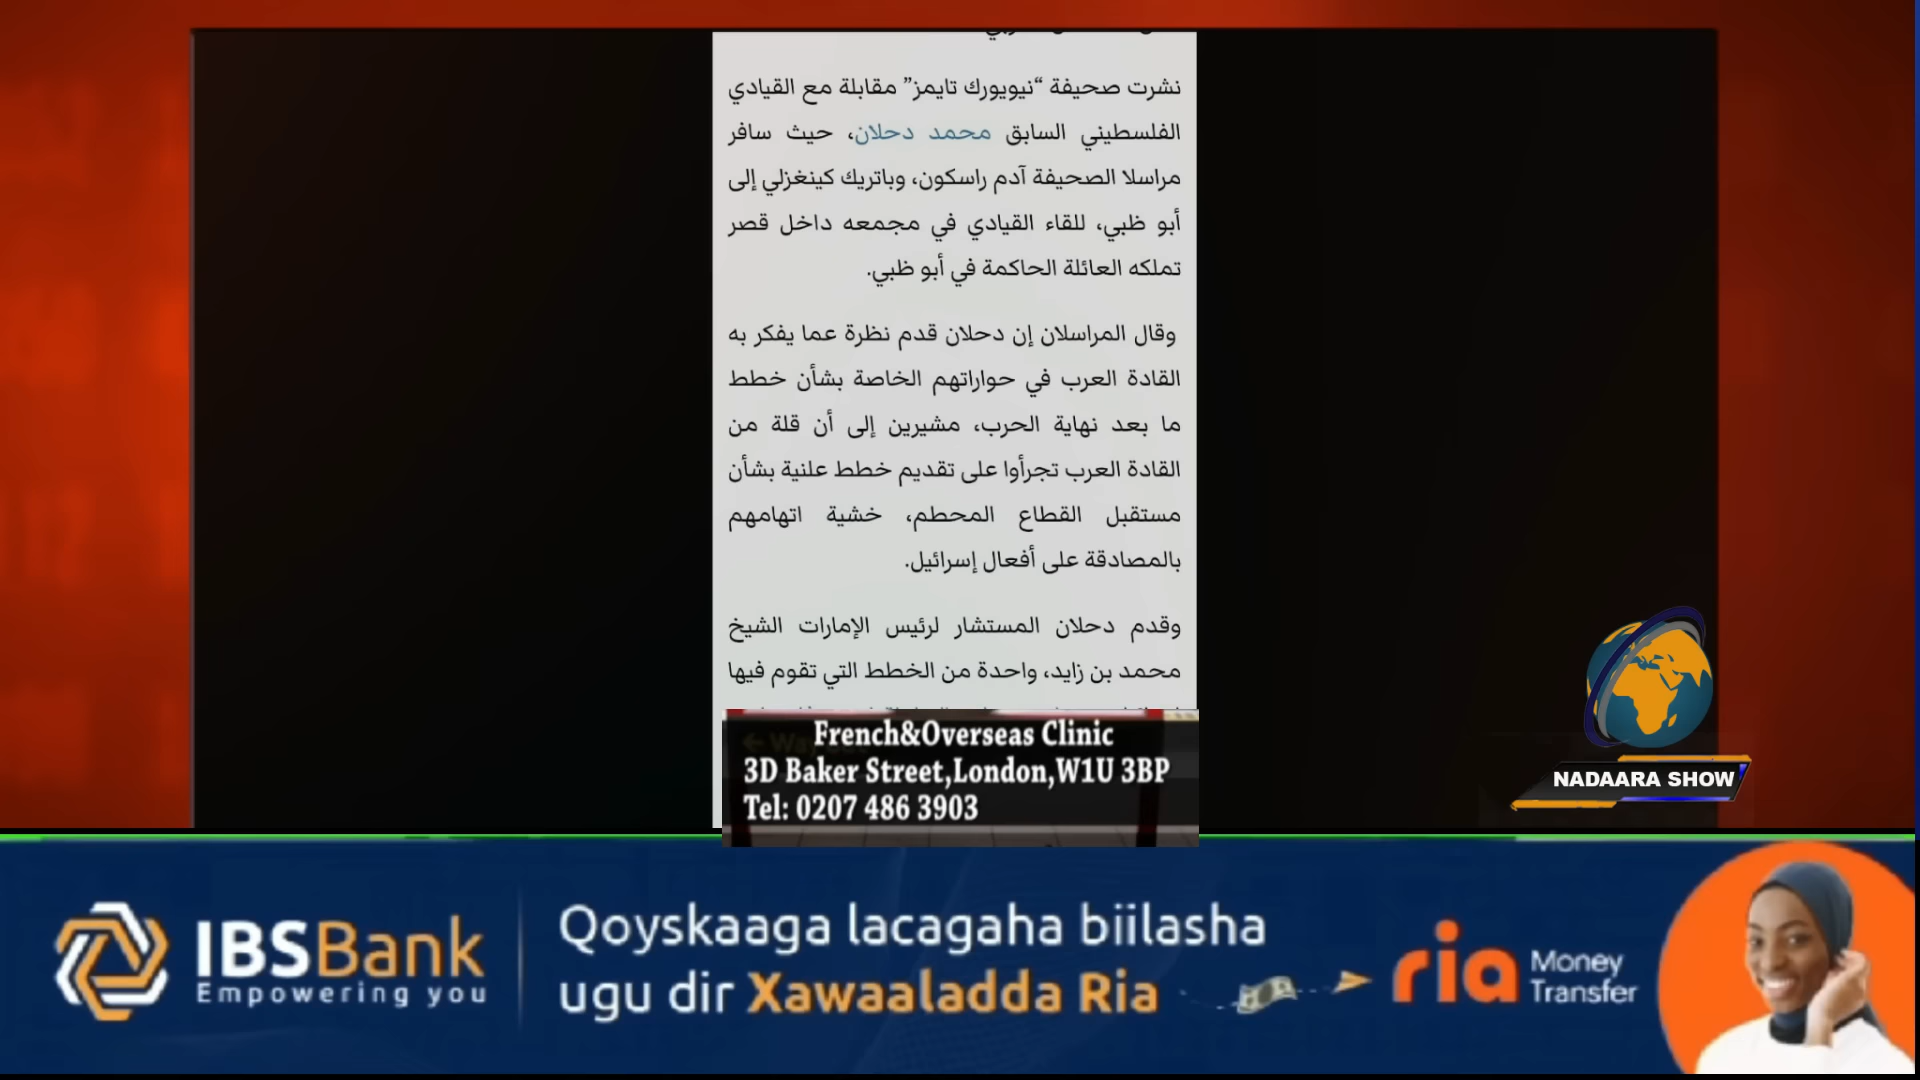 نشرت صحيفة “نيويورك تايمز” مقابلة مع القيادي
الفلسطيني السابق محمد دحلان، حيث سافر
مراسلا الصحيفة آدم راسكون، وباتريك كينغزلي إلى
أبو ظبي، للقاء القيادي في مجمعه داخل قصر
تملكه العائلة الحاكمة في أبو ظبي.
وقال المراسلان إن دحلان قدم نظرة عما يفكر به
القادة العرب في حواراتهم الخاصة بشأن خطط
ما بعد نهاية الحرب، مشيرين إلى أن قلة من
القادة العرب تجرأوا على تقديم خطط علنية بشأن
مستقبل القطاع المحطم، خشية اتهامهم
بالمصادقة على أفعال إسرائيل.
وقدم دحلان المستشار لرئيس الإمارات الشيخ
محمد بن زايد، واحدة من الخطط التي تقوم فيها
French&Overseas Clinic
3D Baker Street,London,W1U 3BP
Tel: 0207 486 3903
NADAARA SHOW
IBSBank
Empowering you
Qoyskaaga lacagaha biilasha
ugu dir Xawaaladda Ria
ria Money
Transfer